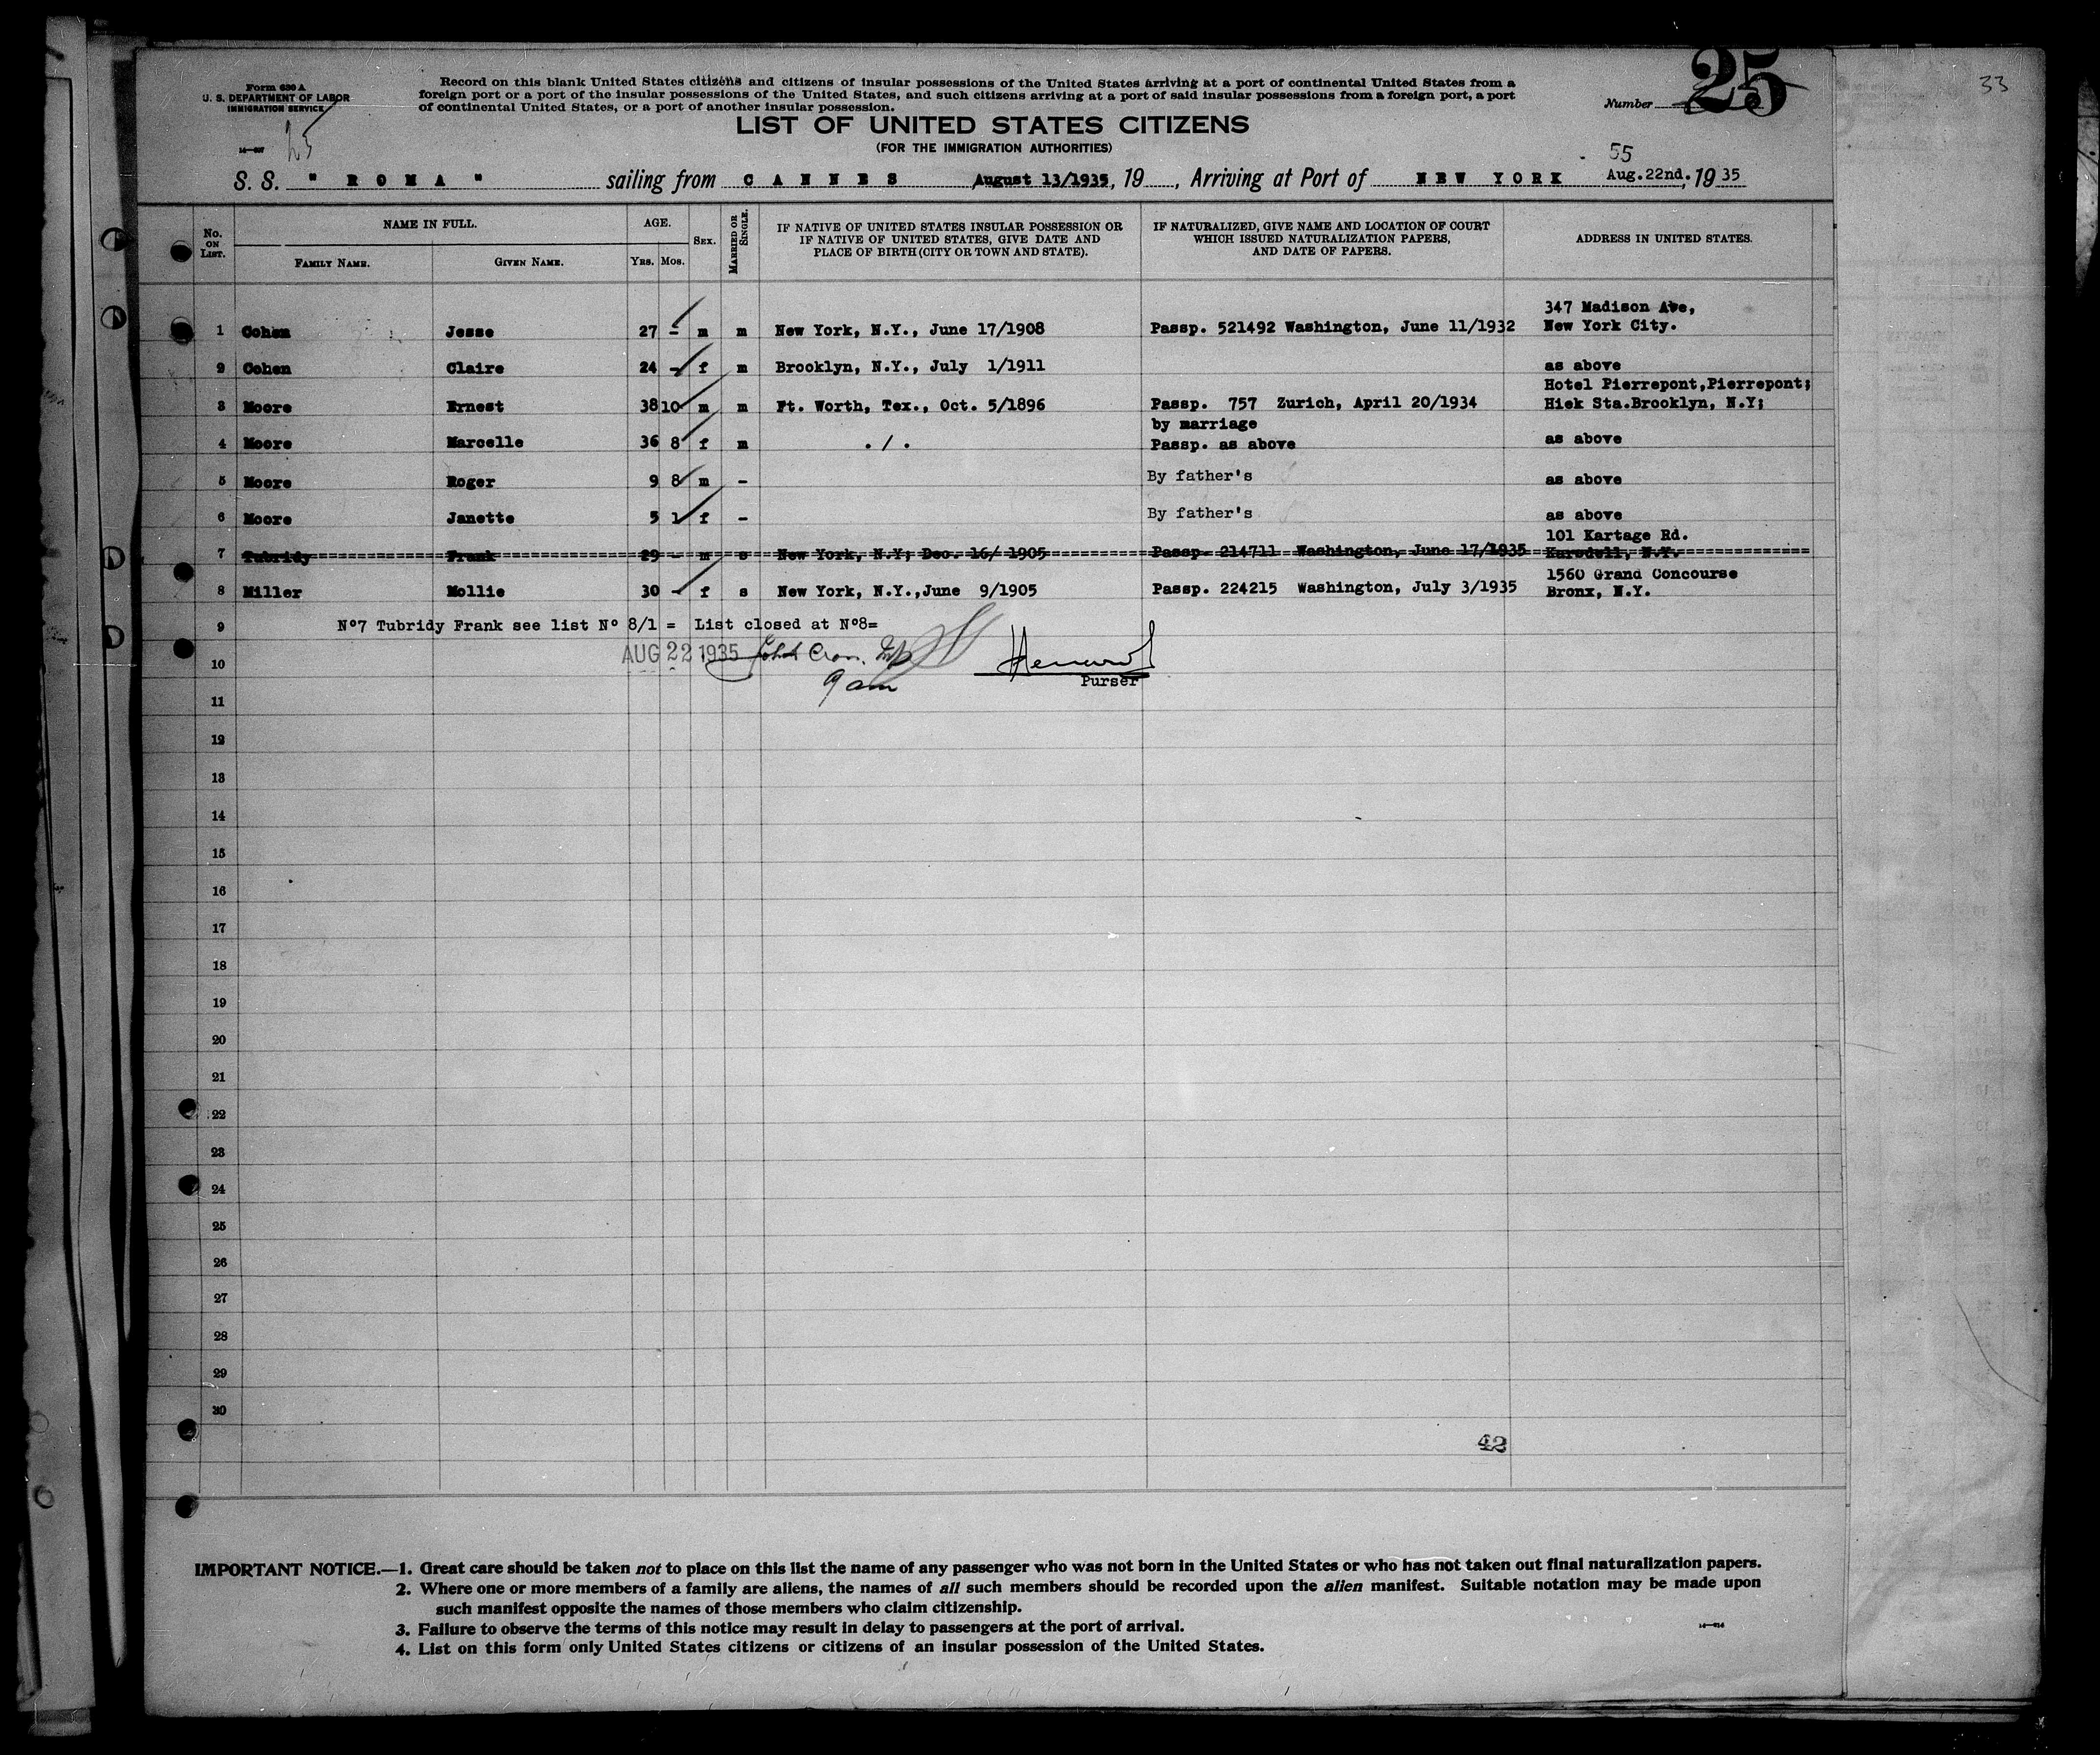 Form 630 A
U. S. DEPARTMENT OF LABOR
IMMIGRATION SERVICE
25
Record on this blank United States citizens and citizens of insular possessions of the United States arriving at a port of continental United States from a
foreign port or a port of the insular possessions of the United States, and such citizens arriving at a port of said insular possessions from a foreign port, a port
of continental United States, or a port of another insular possession.
Number 25
33
LIST OF UNITED STATES CITIZENS
(FOR THE IMMIGRATION AUTHORITIES)
55
S. S. " R O M A " sailing from C A N N E S August 13/1935, 19 , Arriving at Port of N E W Y O R K Aug.22nd. , 19 35
No. ON LIST. NAME IN FULL. AGE. SEX. MARRIED OR SINGLE. IF NATIVE OF UNITED STATES INSULAR POSSESSION OR IF NATIVE OF UNITED STATES, GIVE DATE AND PLACE OF BIRTH (CITY OR TOWN AND STATE). IF NATURALIZED, GIVE NAME AND LOCATION OF COURT WHICH ISSUED NATURALIZATION PAPERS, AND DATE OF PAPERS. ADDRESS IN UNITED STATES.
FAMILY NAME. GIVEN NAME. YRS. MOS.
347 Madison Ave,
1 Cohen Jesse 27 - m m New York, N.Y., June 17/1908 Passp. 521492 Washington, June 11/1932 New York City.
2 Cohen Claire 24 - f m Brooklyn, N.Y., July 1/1911 as above
Hotel Pierrepont,Pierrepont;
3 Moore Ernest 38 10 m m Ft. Worth, Tex., Oct. 5/1896 Passp. 757 Zurich, April 20/1934 Hick Sta.Brooklyn, N.Y;
by marriage
4 Moore Marcelle 36 8 f m . / . Passp. as above as above
5 Moore Roger 9 8 m - By father's as above
6 Moore Janette 5 1 f - By father's as above
101 Kartage Rd.
7 Tubridy Frank 29 - m s New York, N.Y; Dec. 16/ 1905 Passp 214711 Washington, June 17/1935
1560 Grand Concourse
8 Miller Mollie 30 - f s New York, N.Y.,June 9/1905 Passp. 224215 Washington, July 3/1935 Bronx, N.Y.
9 Nº7 Tubridy Frank see list Nº 8/1 = List closed at Nº8=
10 AUG 22 1935
9 am
Purser
11
12
13
14
15
16
17
18
19
20
21
22
23
24
25
26
27
28
29
30
42
IMPORTANT NOTICE.—1. Great care should be taken not to place on this list the name of any passenger who was not born in the United States or who has not taken out final naturalization papers.
2. Where one or more members of a family are aliens, the names of all such members should be recorded upon the alien manifest. Suitable notation may be made upon
such manifest opposite the names of those members who claim citizenship.
3. Failure to observe the terms of this notice may result in delay to passengers at the port of arrival.
4. List on this form only United States citizens or citizens of an insular possession of the United States.